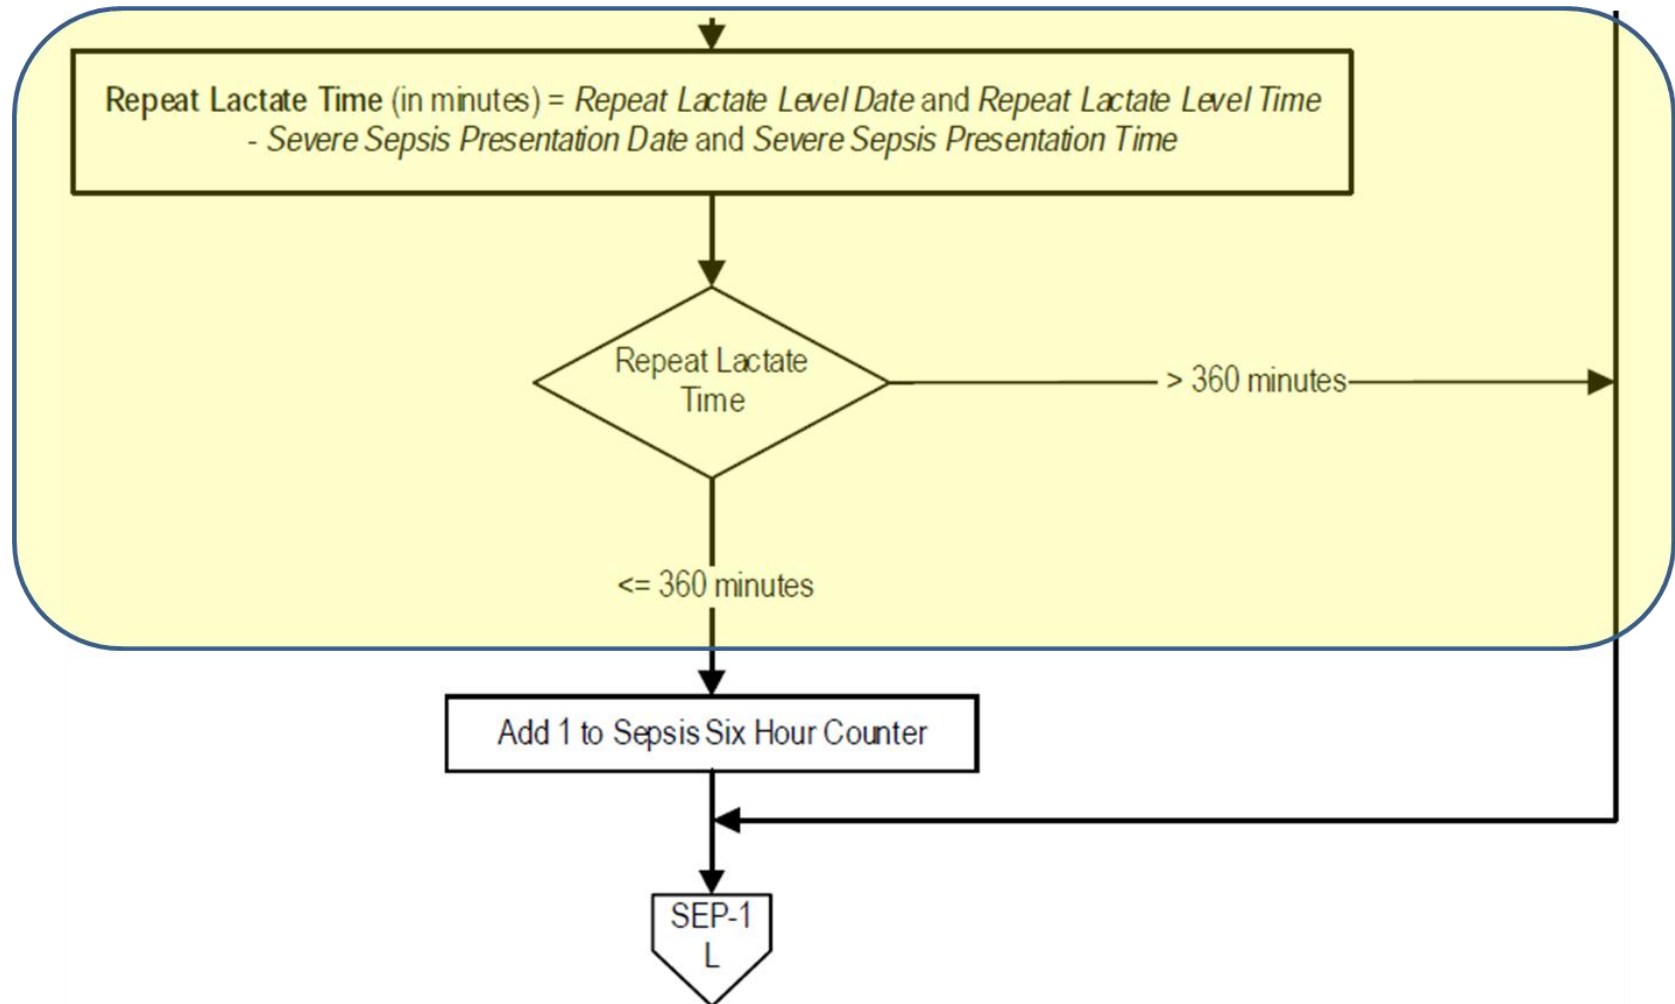 Repeat Lactate Time (in minutes) = Repeat Lactate Level Date and Repeat Lactate Level Time
- Severe Sepsis Presentation Date and Severe Sepsis Presentation Time
Repeat Lactate
Time
> 360 minutes
<= 360 minutes
Add 1 to Sepsis Six Hour Counter
SEP-1
L